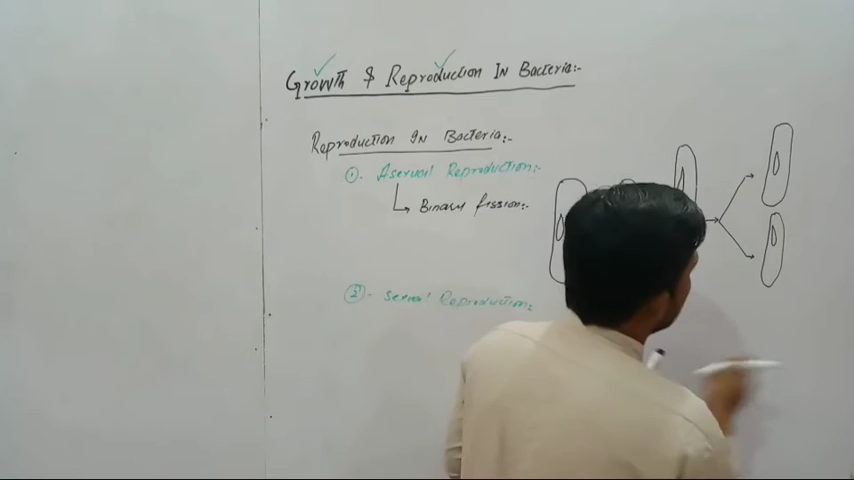 Growth & Reproduction In Bacteria:-
Reproduction In Bacteria:-
①- Asexual Reproduction:-
↳ Binary fission:-
②- sexual Reproduction: